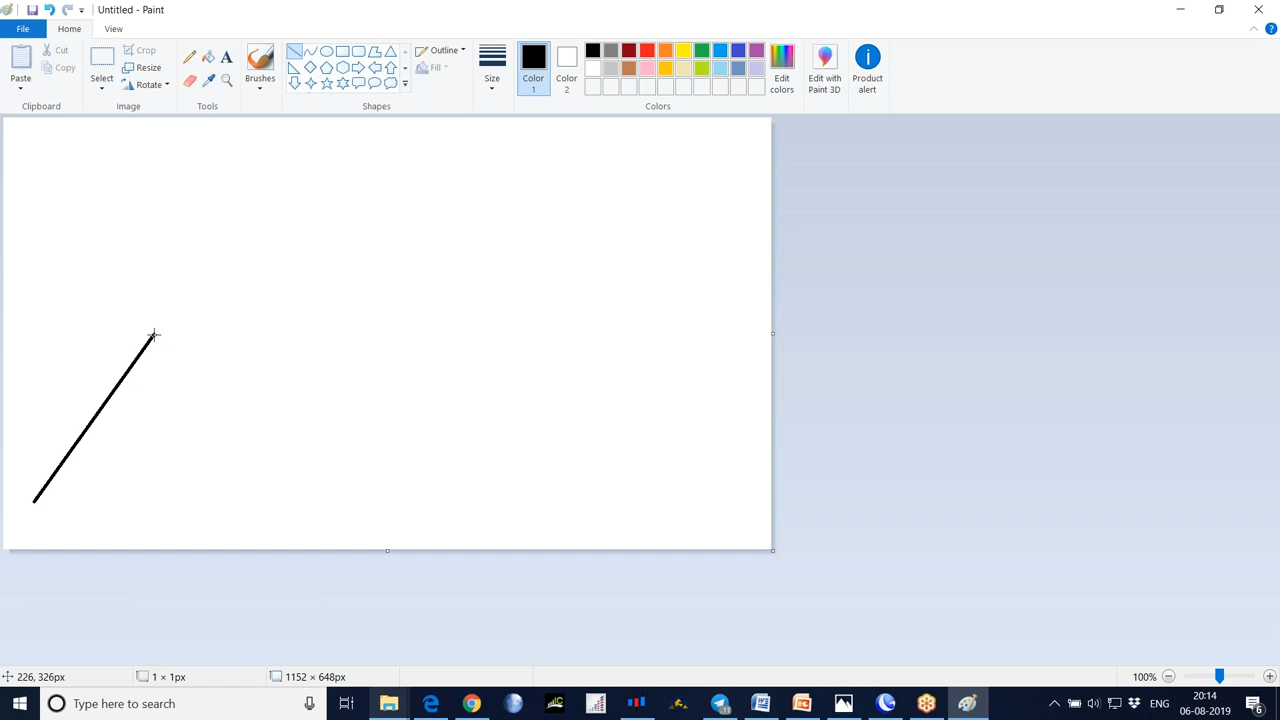 Untitled - Paint
File Home View
Paste
Clipboard
Cut
Copy
Select
Crop
Resize
Rotate
Image
Tools
Brushes
Shapes
Outline
Fill
Size
Color 1
Color 2
Colors
Edit colors
Edit with Paint 3D
Product alert
226, 326px
1 × 1px
1152 × 648px
100%
Type here to search
ENG
20:14
06-08-2019
6